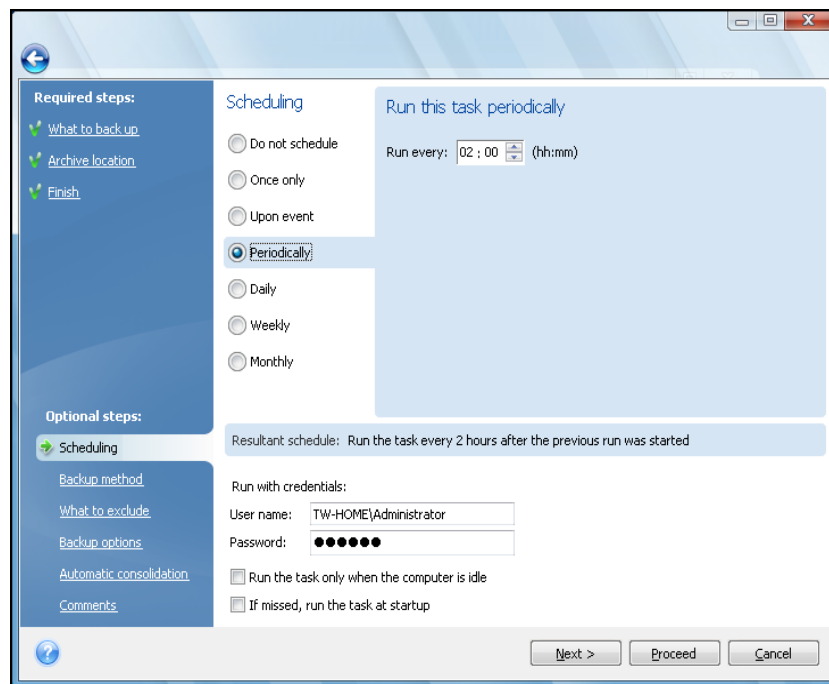 Required steps:
What to back up
Archive location
Finish
Optional steps:
Scheduling
Backup method
What to exclude
Backup options
Automatic consolidation
Comments
Scheduling
Do not schedule
Once only
Upon event
Periodically
Daily
Weekly
Monthly
Run this task periodically
Run every: 02 : 00 (hh:mm)
Resultant schedule: Run the task every 2 hours after the previous run was started
Run with credentials:
User name: TW-HOME\Administrator
Password: ●●●●●●
Run the task only when the computer is idle
If missed, run the task at startup
Next >
Proceed
Cancel